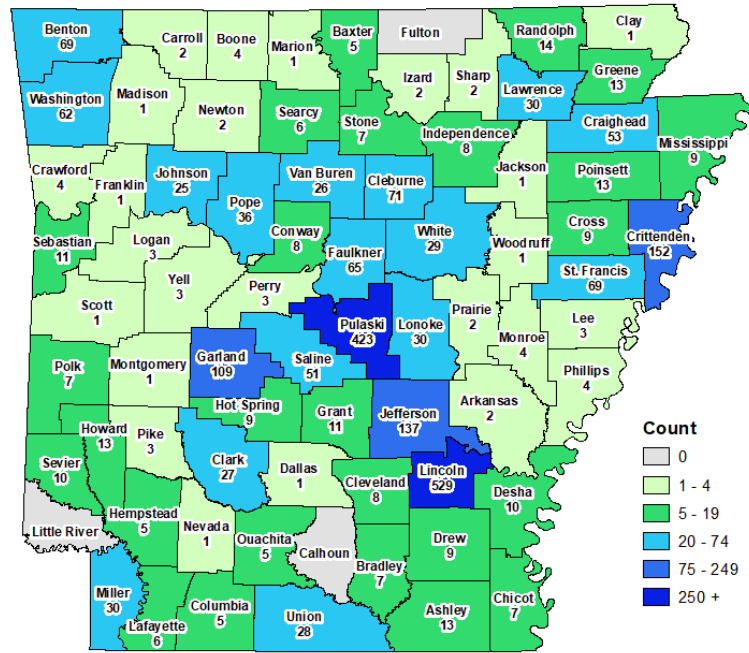 Benton
69
Carroll
2
Boone
4
Marion
1
Baxter
5
Fulton
Randolph
14
Clay
1
Washington
62
Madison
1
Newton
2
Searcy
6
Stone
7
Izard
2
Sharp
2
Lawrence
30
Greene
13
Independence
8
Craighead
53
Mississippi
9
Crawford
4
Franklin
1
Johnson
25
Pope
36
Van Buren
26
Cleburne
71
Jackson
1
Poinsett
13
Sebastian
11
Logan
3
Conway
8
Faulkner
65
White
29
Woodruff
1
Cross
9
Crittenden
152
Yell
3
Perry
3
St. Francis
69
Scott
1
Pulaski
423
Lonoke
30
Prairie
2
Monroe
4
Lee
3
Polk
7
Montgomery
1
Garland
109
Saline
51
Phillips
4
Hot Spring
9
Grant
11
Jefferson
137
Arkansas
2
Howard
13
Pike
3
Sevier
10
Clark
27
Dallas
1
Cleveland
8
Lincoln
529
Desha
10
Little River
Hempstead
5
Nevada
1
Ouachita
5
Calhoun
Bradley
7
Drew
9
Miller
30
Lafayette
6
Columbia
5
Union
28
Ashley
13
Chicot
7
Count
0
1 - 4
5 - 19
20 - 74
75 - 249
250 +